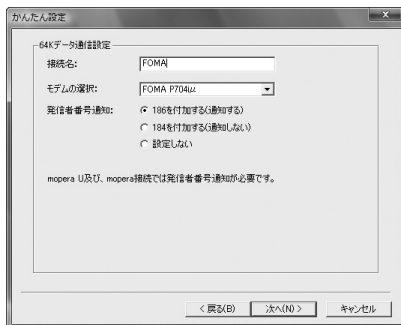 かんたん設定
64Kデータ通信設定
接続名: FOMA
モデムの選択: FOMA P704iμ
発信者番号通知: 186を付加する(通知する)
184を付加する(通知しない)
設定しない
mopera U及び、mopera接続では発信者番号通知が必要です。
< 戻る(B) 次へ(N) > キャンセル